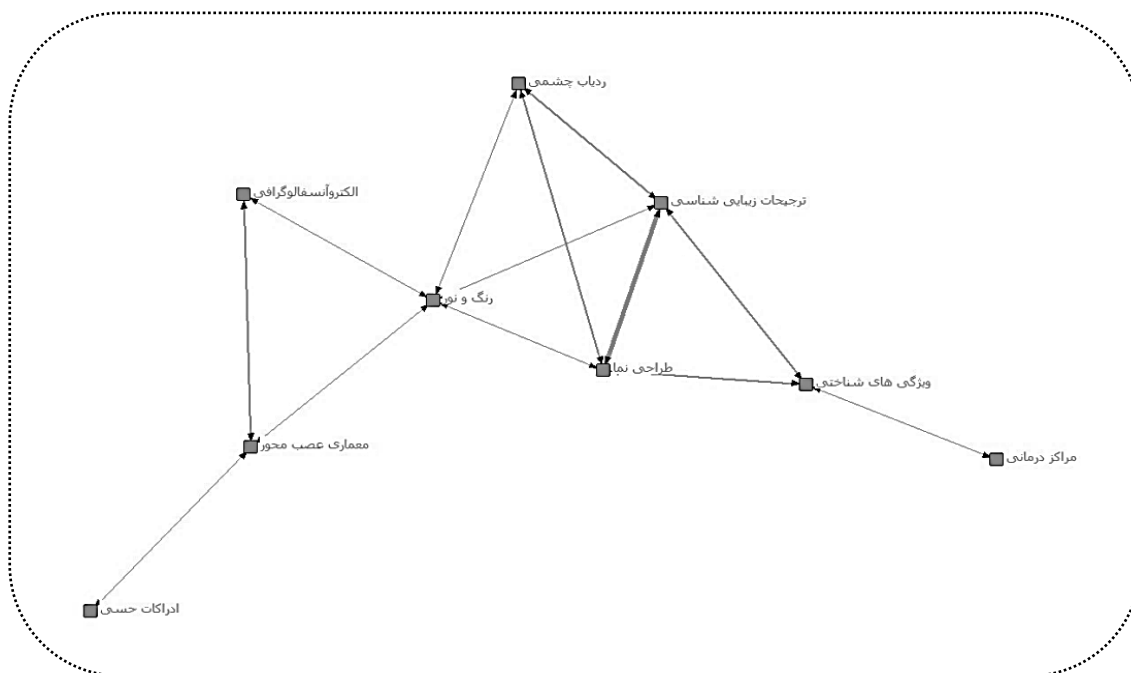 ردیاب چشمی
الکتروآنسفالوگرافی
ترجیحات زیبایی شناسی
رنگ و نور
طراحی نما
ویژگی های شناختی
معماری عصب محور
مراکز درمانی
ادراکات حسی